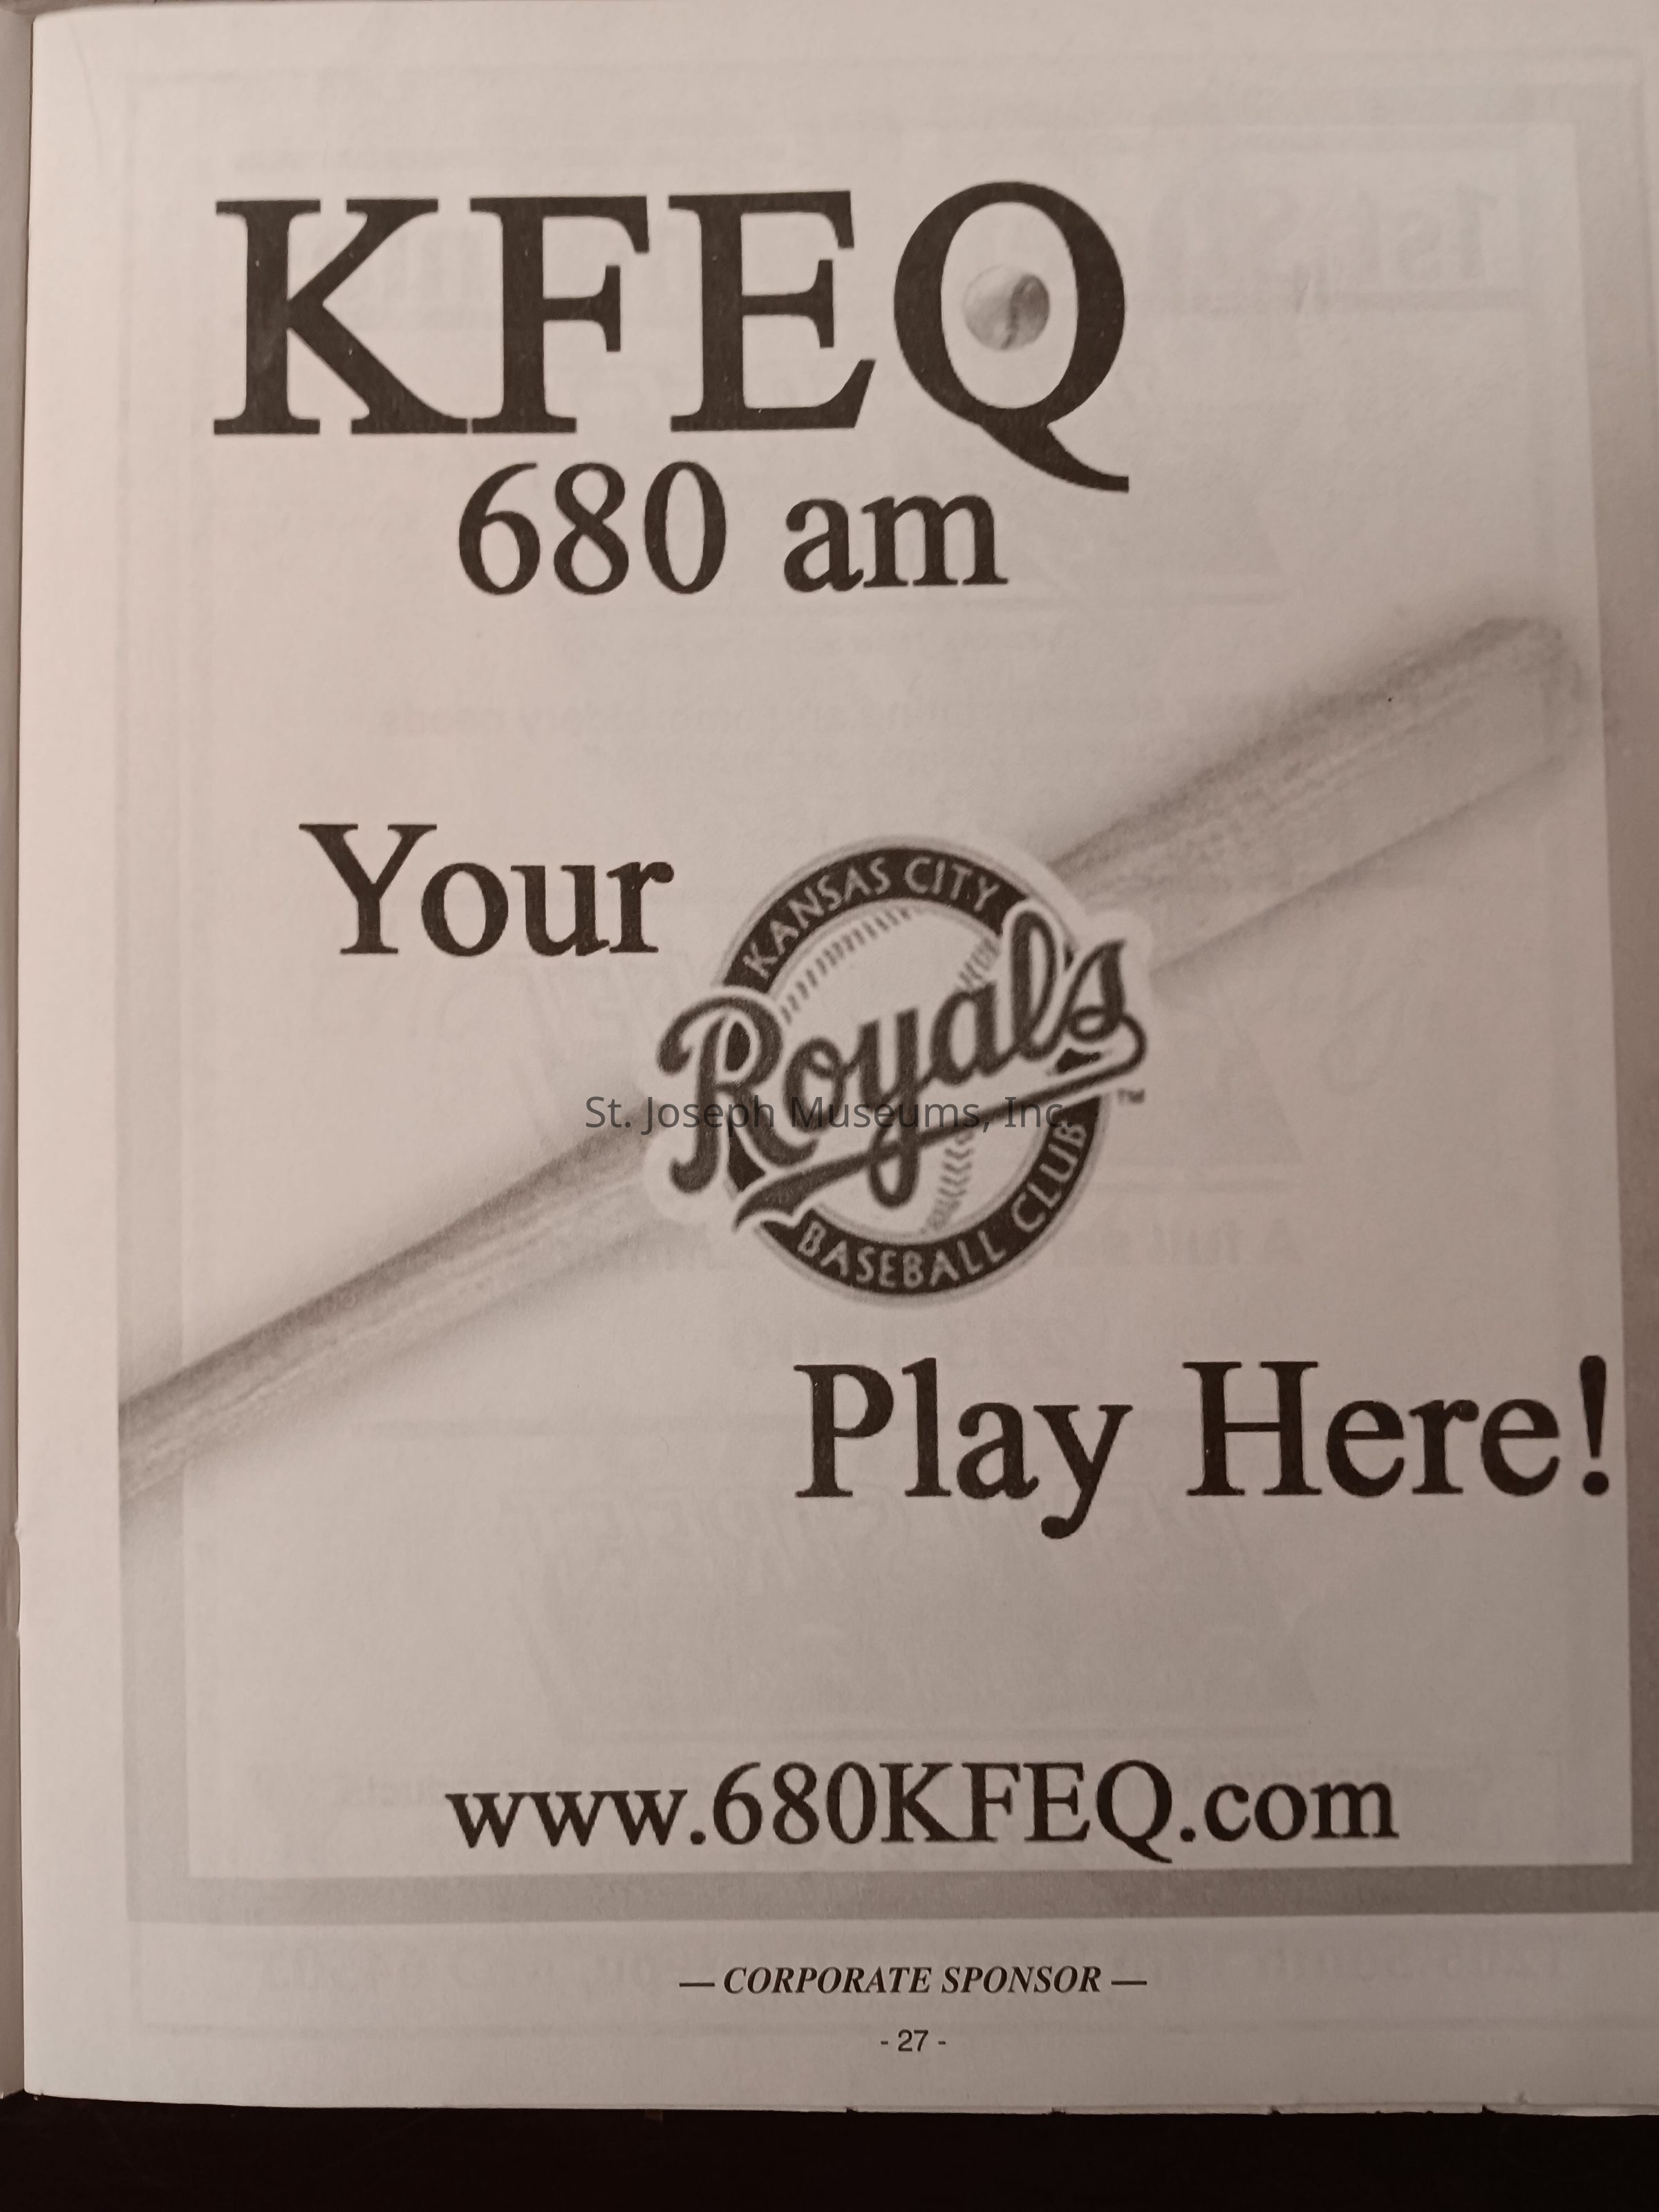 KFEQ
680 am
Your
KANSAS CITY
Royals
TM
St. Joseph Museums, Inc.
BASEBALL CLUB
Play Here!
www.680KFEQ.com
— CORPORATE SPONSOR —
- 27 -